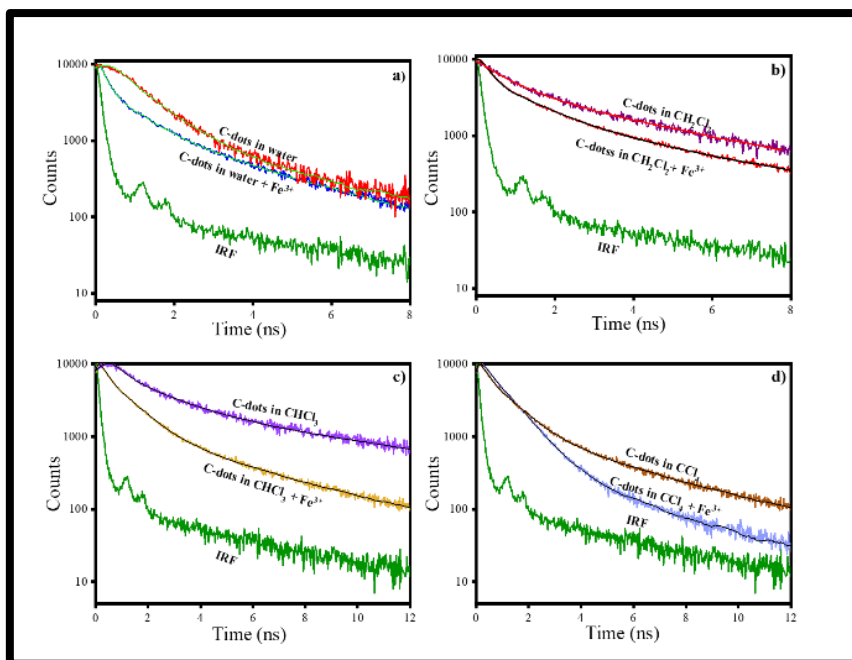 a)
10000
1000
100
10
Counts
C-dots in water
C-dots in water + Fe³⁺
IRF
0 2 4 6 8
Time (ns)
b)
10000
1000
100
10
C-dots in CH₂Cl₂
C-dotss in CH₂Cl₂ + Fe³⁺
IRF
0 2 4 6 8
Time (ns)
c)
10000
1000
100
10
Counts
C-dots in CHCl₃
C-dots in CHCl₃ + Fe³⁺
IRF
0 2 4 6 8 10 12
Time (ns)
d)
10000
1000
100
10
Counts
C-dots in CCl₄
C-dots in CCl₄ + Fe³⁺
IRF
0 2 4 6 8 10 12
Time (ns)